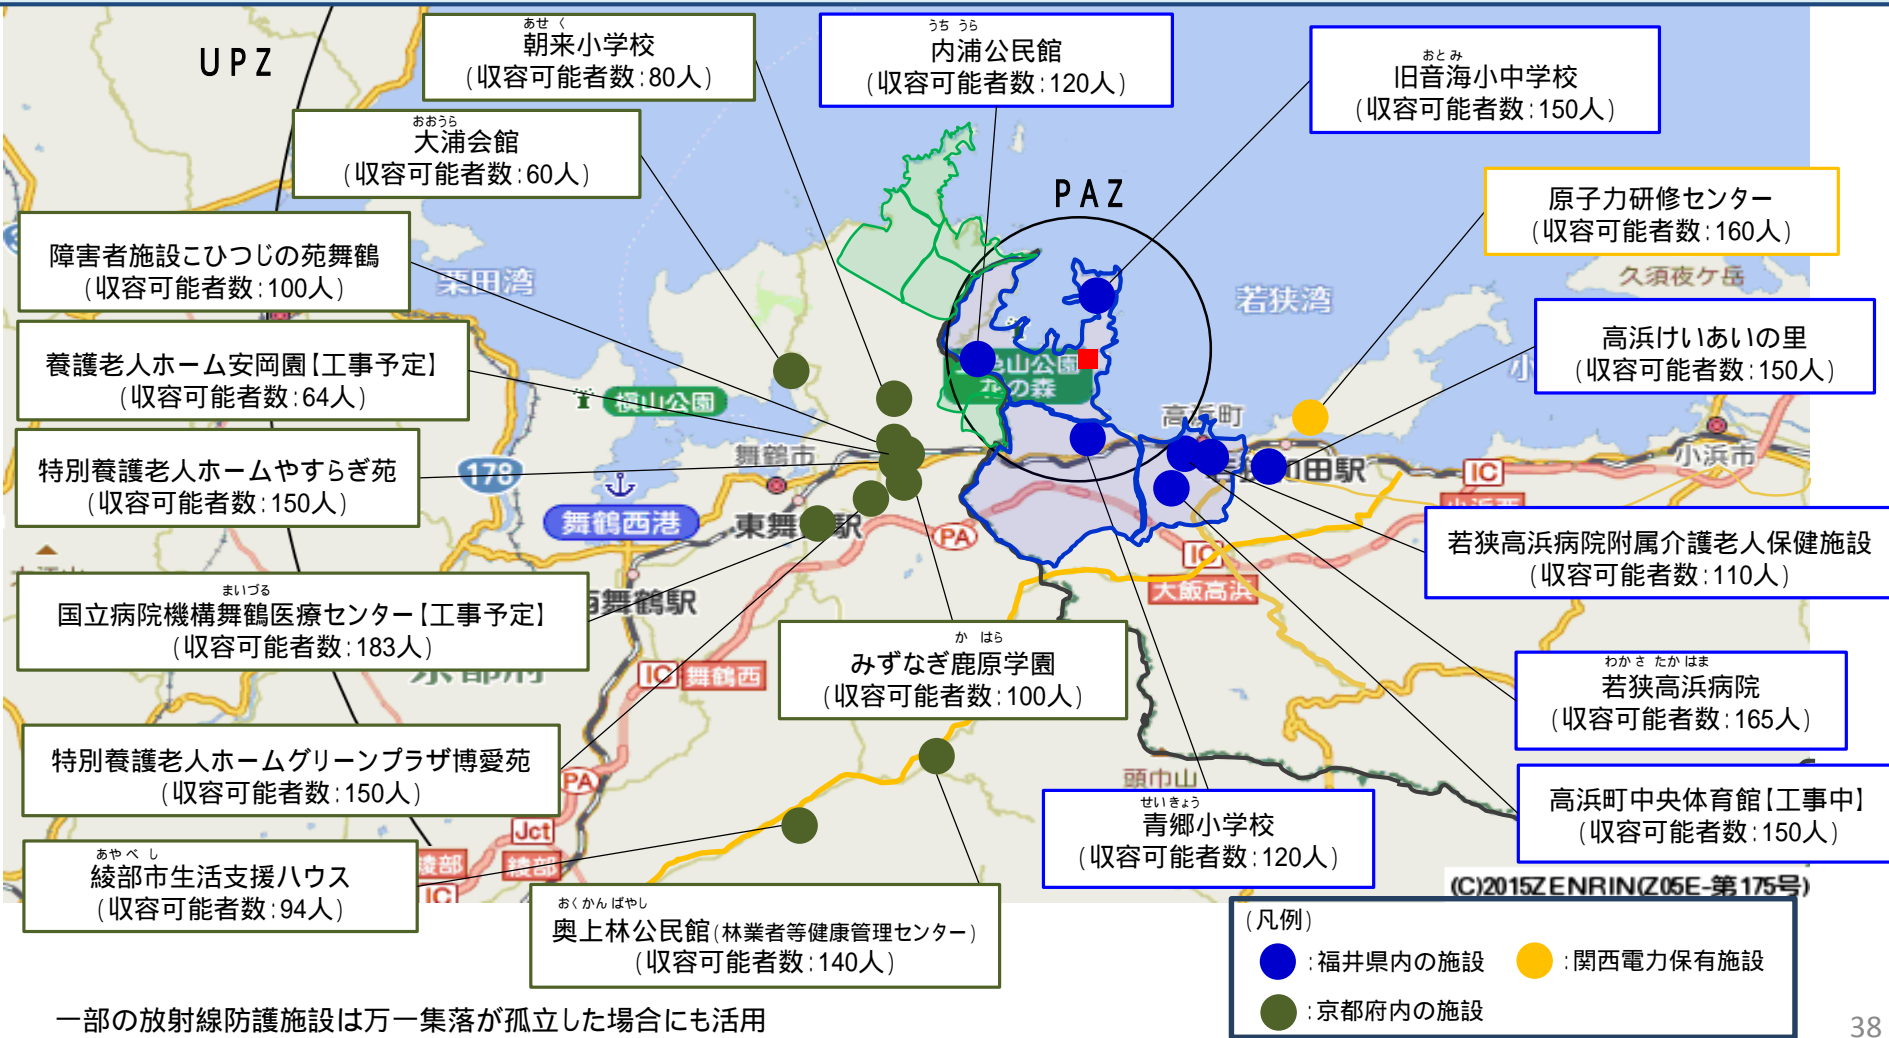 UPZ
あせ く
朝来小学校
(収容可能者数:80人)
うち うら
内浦公民館
(収容可能者数:120人)
おとみ
旧音海小中学校
(収容可能者数:150人)
おおうら
大浦会館
(収容可能者数:60人)
PAZ
原子力研修センター
(収容可能者数:160人)
障害者施設こひつじの苑舞鶴
(収容可能者数:100人)
栗田湾
若狭湾
久須夜ケ岳
高浜けいあいの里
(収容可能者数:150人)
小
養護老人ホーム安岡園【工事予定】
(収容可能者数:64人)
槇山公園
山公園
の森
高浜町
特別養護老人ホームやすらぎ苑
(収容可能者数:150人)
178
舞鶴市
田駅
IC
小浜市
舞鶴西港
東舞
駅
PA
IC
大飯高浜
若狭高浜病院附属介護老人保健施設
(収容可能者数:110人)
まいづる
国立病院機構舞鶴医療センター【工事予定】
(収容可能者数:183人)
西舞鶴駅
京都府
IC
舞鶴西
か はら
みずなぎ鹿原学園
(収容可能者数:100人)
わかさ たかはま
若狭高浜病院
(収容可能者数:165人)
特別養護老人ホームグリーンプラザ博愛苑
(収容可能者数:150人)
PA
頭巾山
せいきょう
青郷小学校
(収容可能者数:120人)
高浜町中央体育館【工事中】
(収容可能者数:150人)
Jct
綾部
綾部
IC
あやべ し
綾部市生活支援ハウス
(収容可能者数:94人)
おくかんばやし
奥上林公民館(林業者等健康管理センター)
(収容可能者数:140人)
(C)2015ZENRIN(Z05E-第175号)
(凡例)
:福井県内の施設
:関西電力保有施設
:京都府内の施設
一部の放射線防護施設は万一集落が孤立した場合にも活用
38